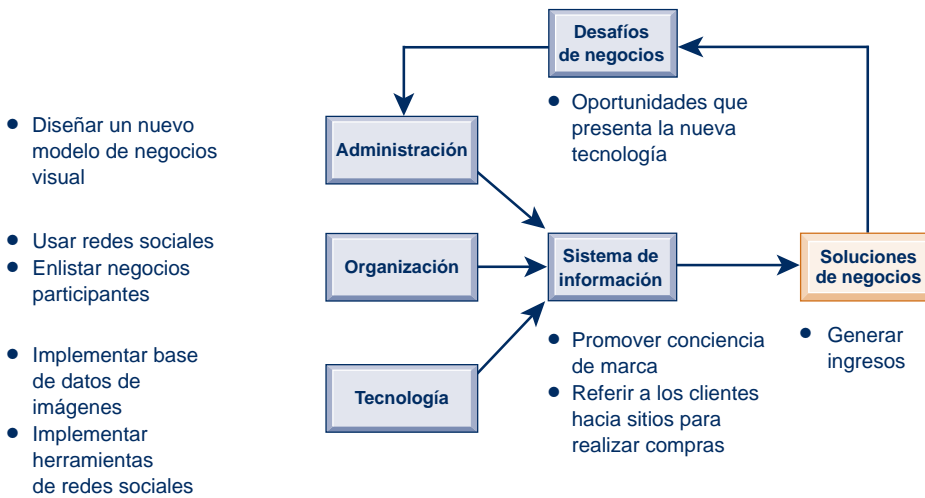 Desafíos
de negocios
• Oportunidades que
presenta la nueva
tecnología
• Diseñar un nuevo
modelo de negocios
visual
Administración
• Usar redes sociales
• Enlistar negocios
participantes
Organización
Sistema de
información
Soluciones
de negocios
• Implementar base
de datos de
imágenes
• Implementar
herramientas
de redes sociales
Tecnología
• Promover conciencia
de marca
• Referir a los clientes
hacia sitios para
realizar compras
• Generar
ingresos